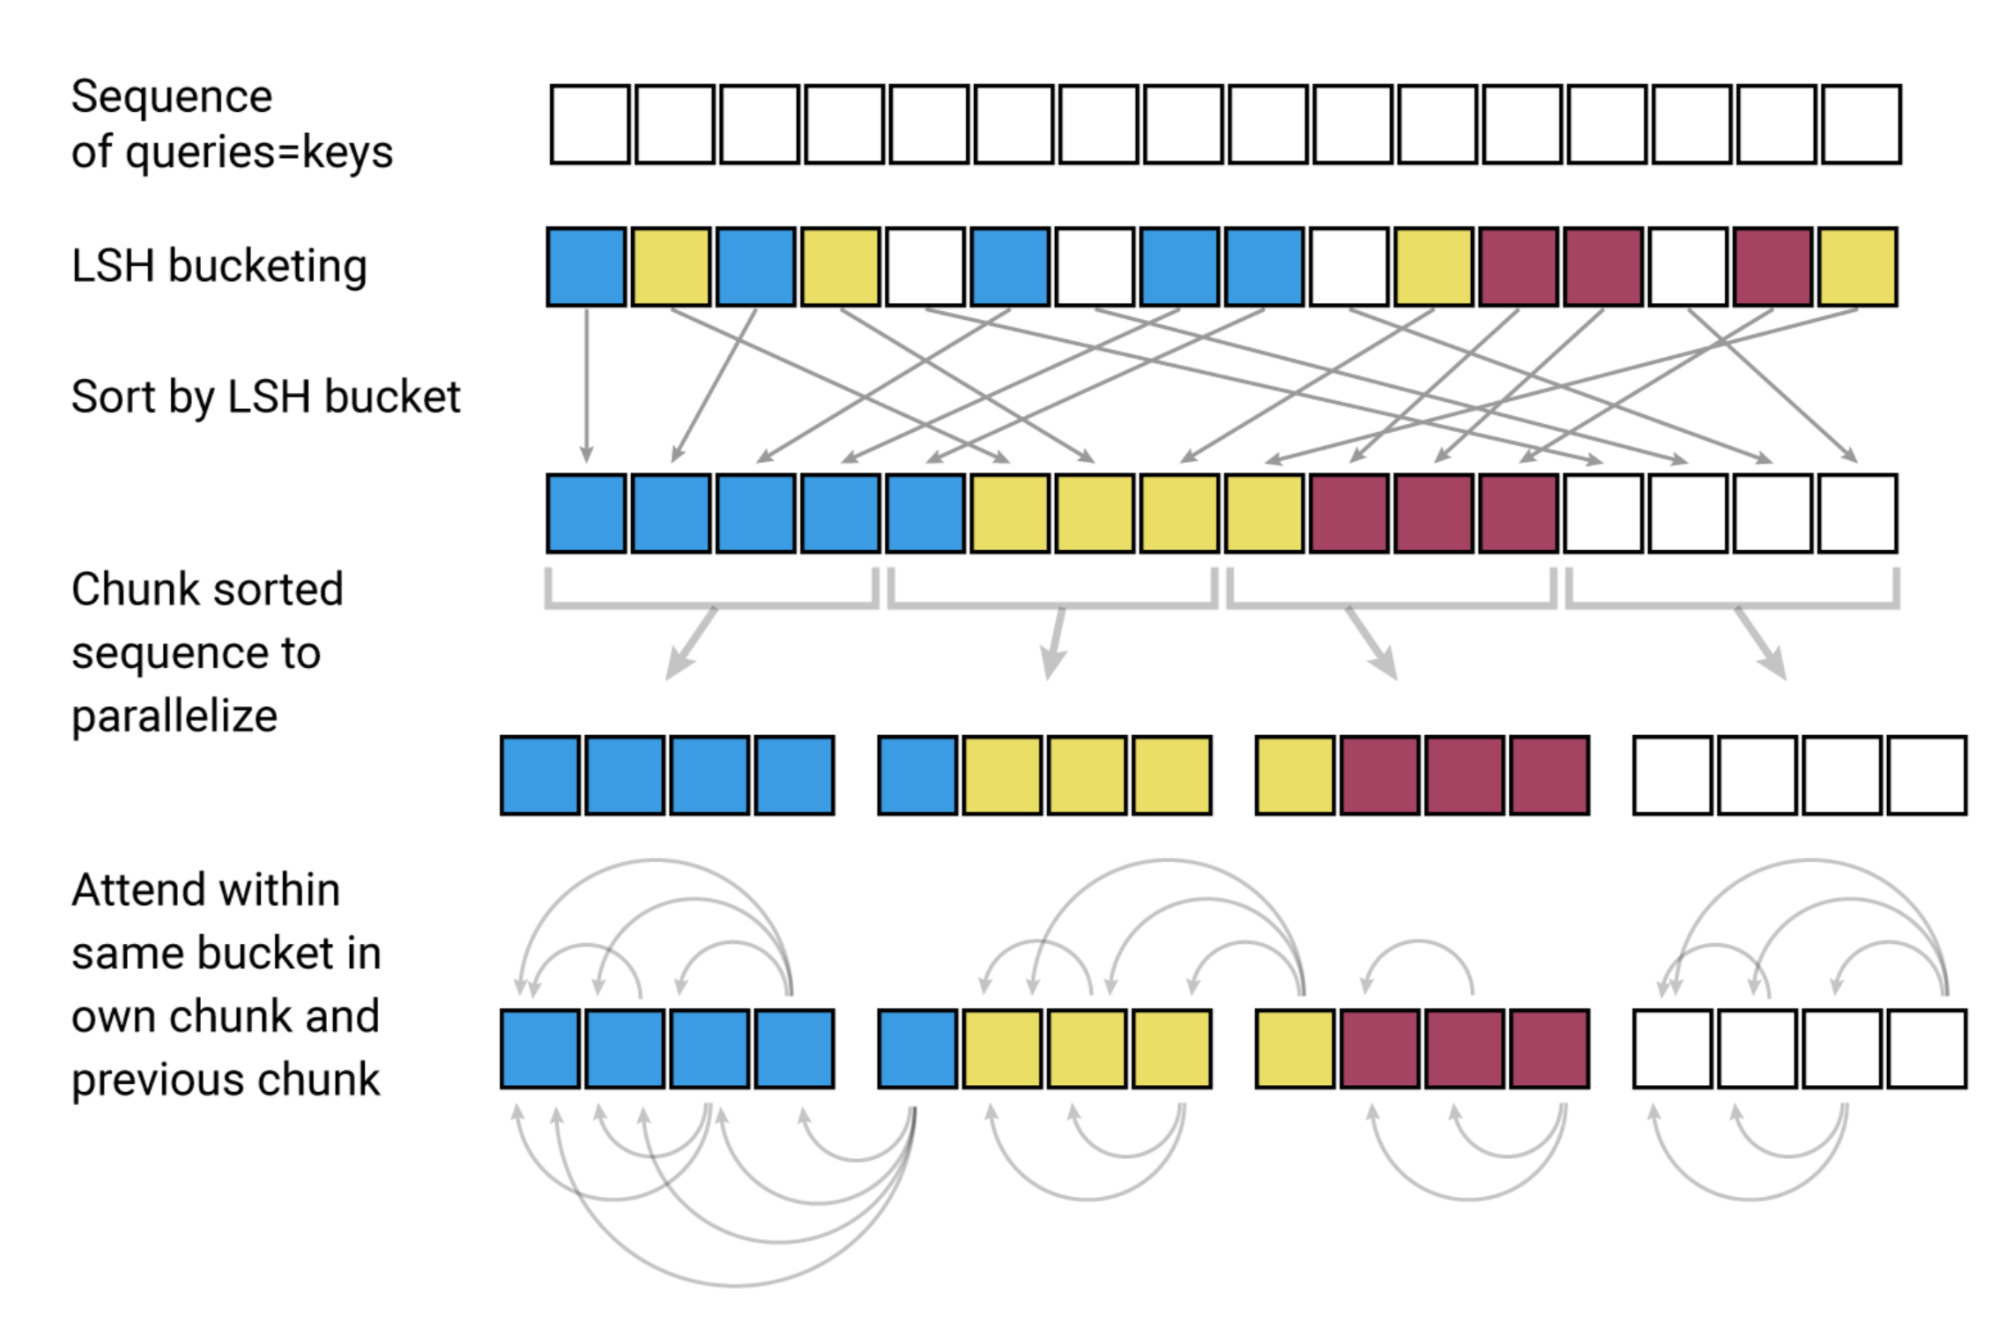 Sequence
of queries=keys
LSH bucketing
Sort by LSH bucket
Chunk sorted
sequence to
parallelize
Attend within
same bucket in
own chunk and
previous chunk